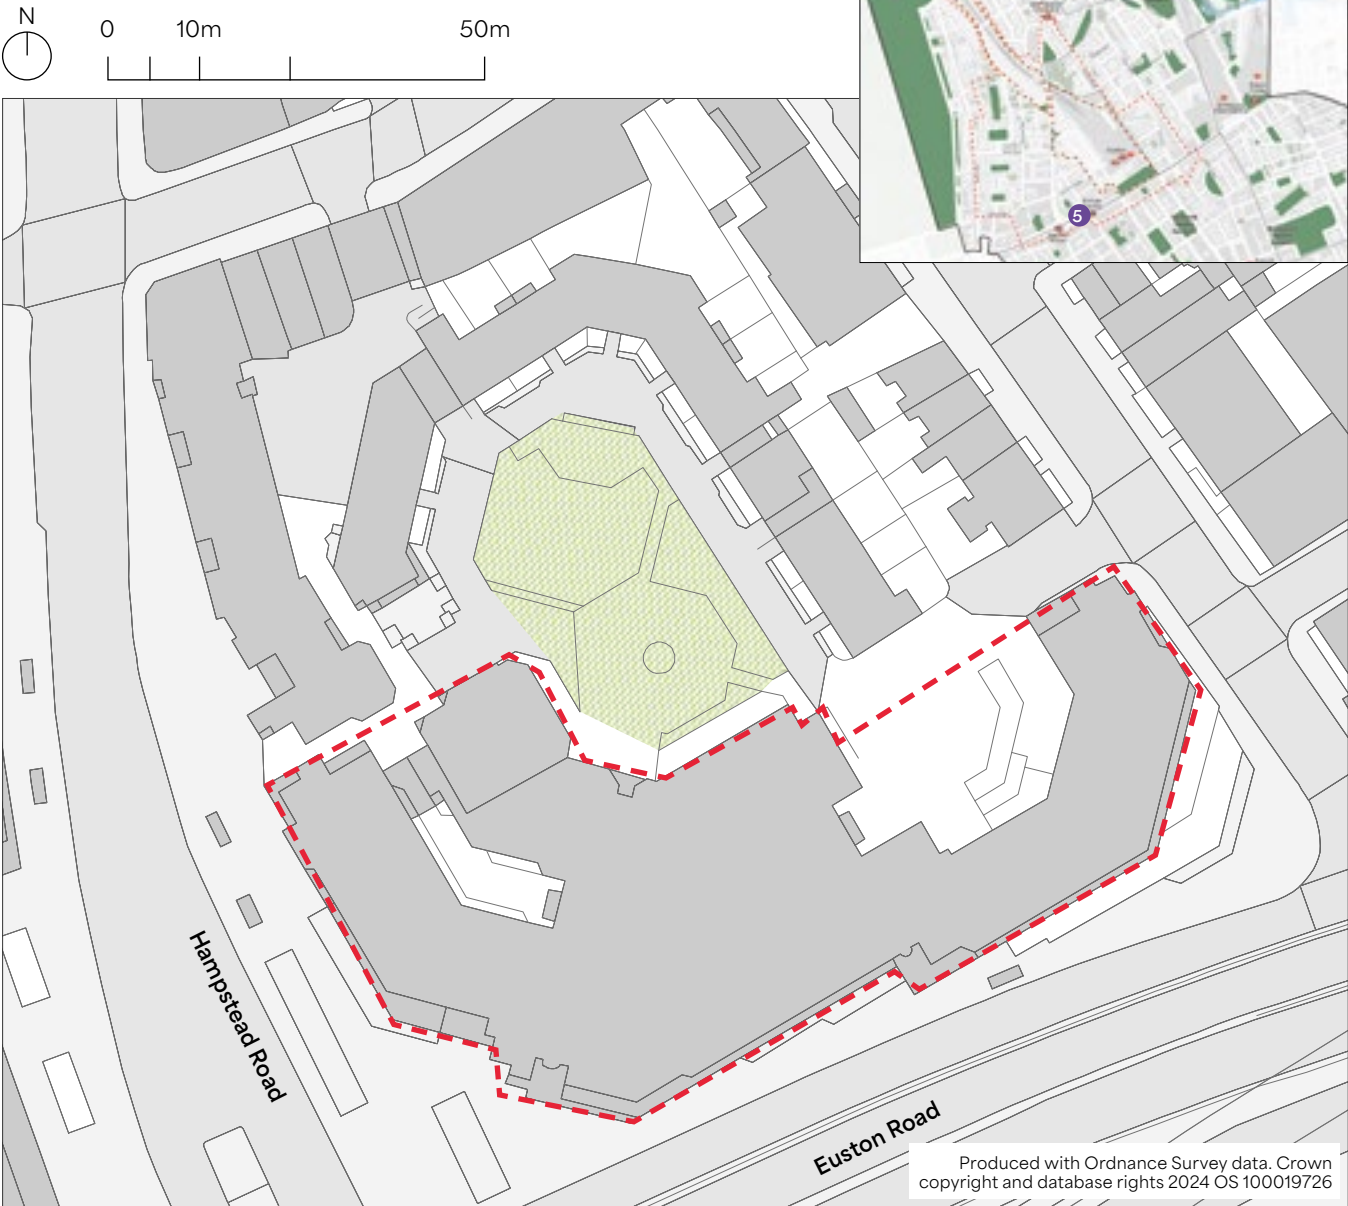 N
0 10m 50m
5
Hampstead Road
Euston Road
Produced with Ordnance Survey data. Crown
copyright and database rights 2024 OS 100019726